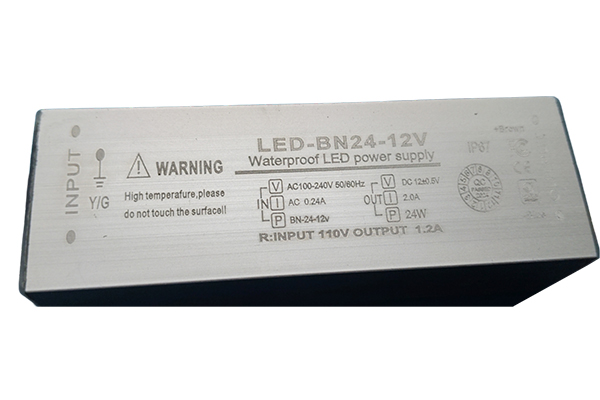 INPUT
Y/G
WARNING
High temperafure,please
do not touch the surfacell
LED-BN24-12V
Waterproof LED power supply
IN
V AC100-240V 50/60Hz
I AC 0.24A
P BN-24-12v
OUT
V DC 12±0.5V
I 2.0A
P 24W
R:INPUT 110V OUTPUT 1.2A
IP67